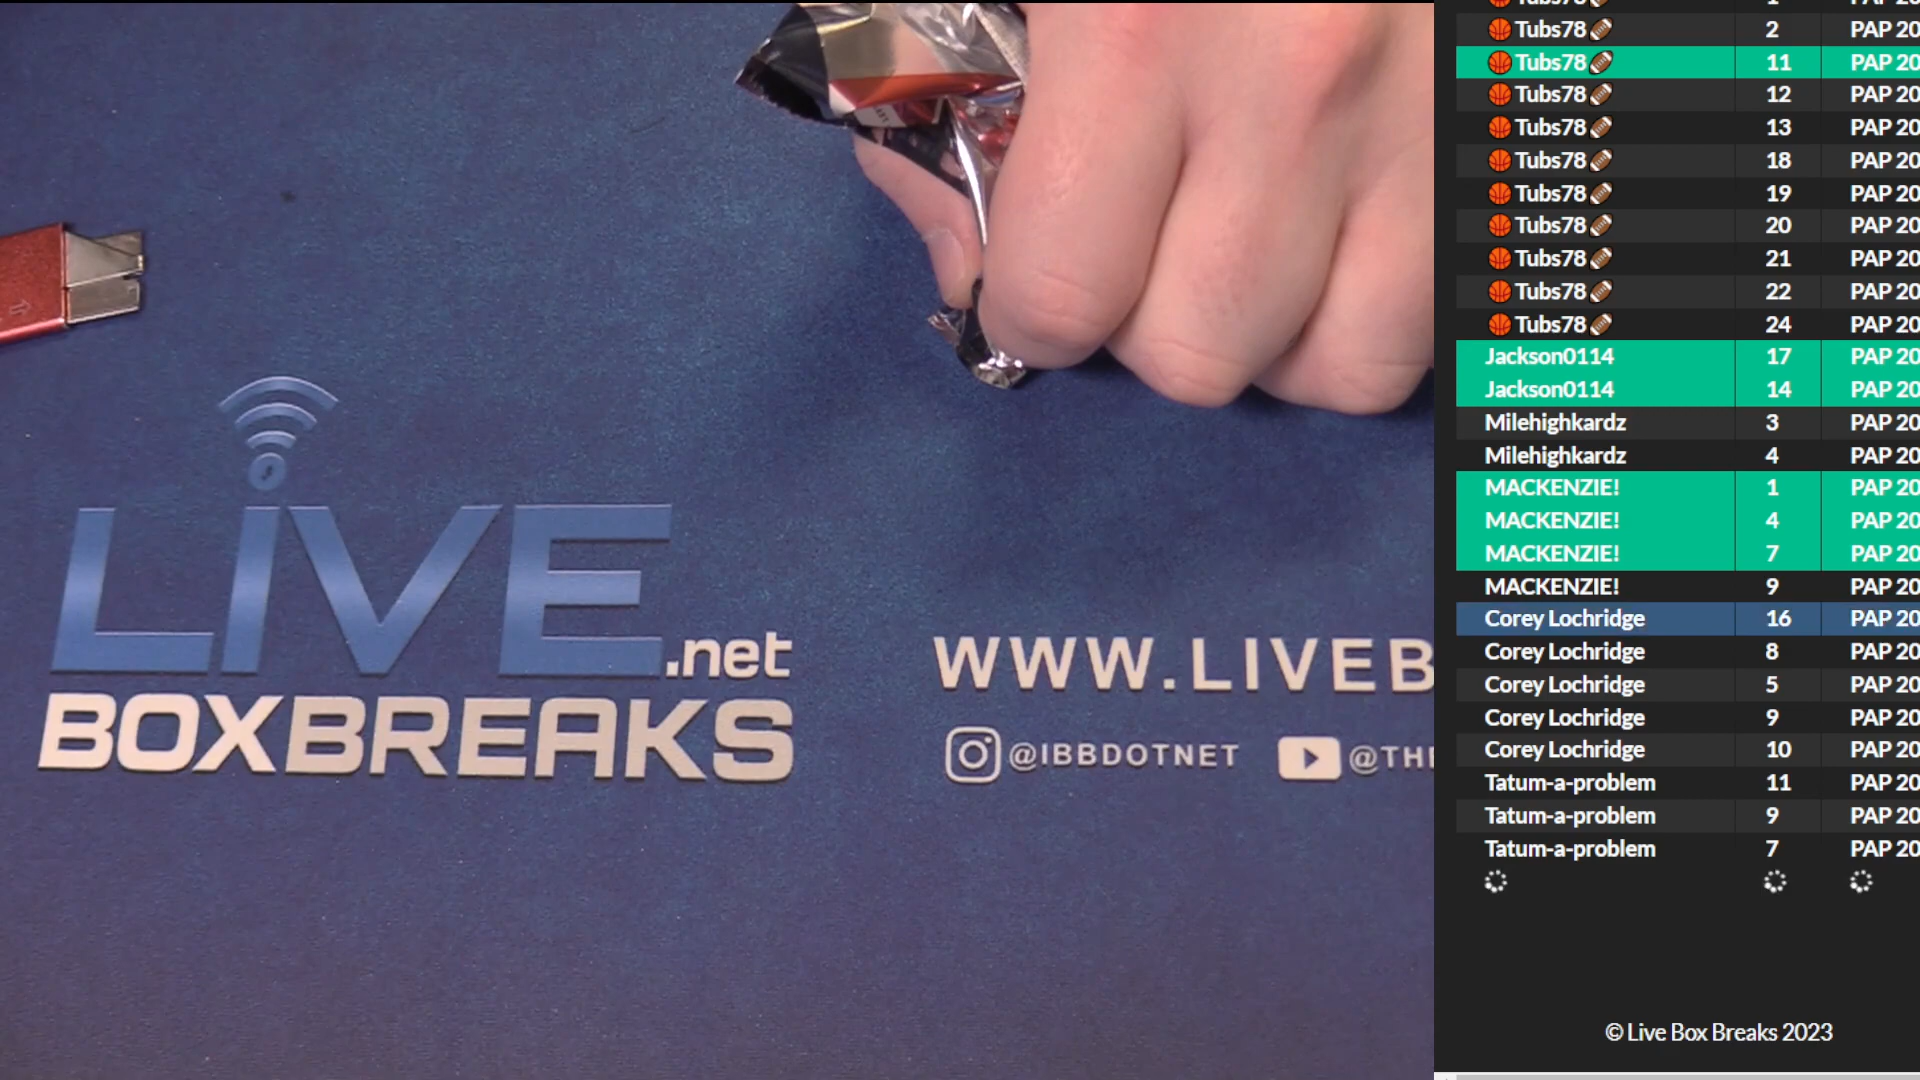 Tubs78 2 PAP 20
Tubs78 11 PAP 20
Tubs78 12 PAP 20
Tubs78 13 PAP 20
Tubs78 18 PAP 20
Tubs78 19 PAP 20
Tubs78 20 PAP 20
Tubs78 21 PAP 20
Tubs78 22 PAP 20
Tubs78 24 PAP 20
Jackson0114 17 PAP 20
Jackson0114 14 PAP 20
Milehighkardz 3 PAP 20
Milehighkardz 4 PAP 20
MACKENZIE! 1 PAP 20
MACKENZIE! 4 PAP 20
MACKENZIE! 7 PAP 20
MACKENZIE! 9 PAP 20
Corey Lochridge 16 PAP 20
Corey Lochridge 8 PAP 20
Corey Lochridge 5 PAP 20
Corey Lochridge 9 PAP 20
Corey Lochridge 10 PAP 20
Tatum-a-problem 11 PAP 20
Tatum-a-problem 9 PAP 20
Tatum-a-problem 7 PAP 20
© Live Box Breaks 2023
LIVE.net
BOXBREAKS
WWW.LIVEB
@IBBDOTNET @THE